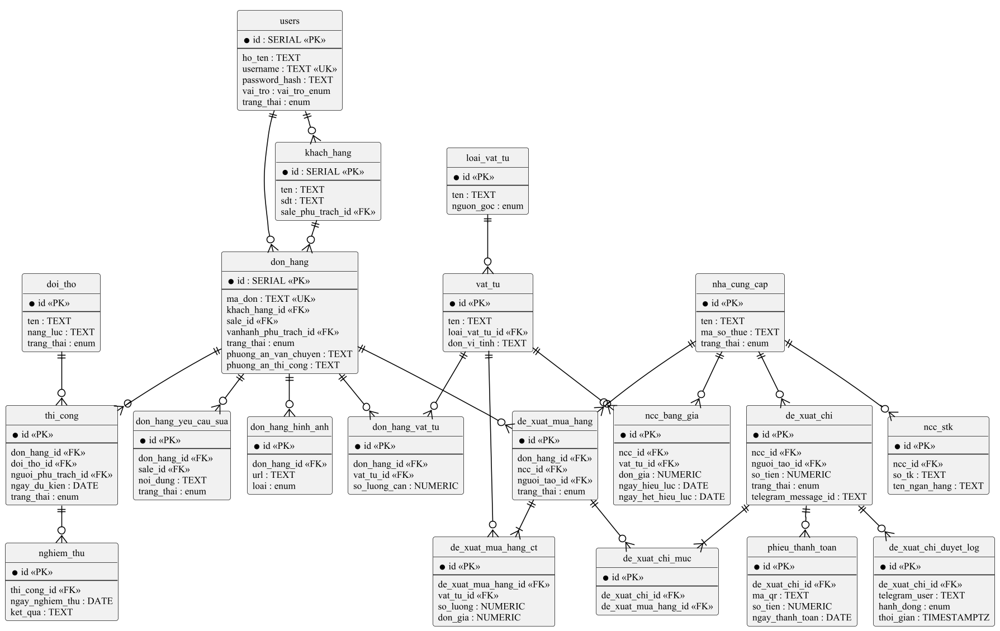 users
id : SERIAL «PK»
ho_ten : TEXT
username : TEXT «UK»
password_hash : TEXT
vai_tro : vai_tro_enum
trang_thai : enum
khach_hang
id : SERIAL «PK»
ten : TEXT
sdt : TEXT
sale_phu_trach_id «FK»
loai_vat_tu
id «PK»
ten : TEXT
nguon_goc : enum
don_hang
id : SERIAL «PK»
ma_don : TEXT «UK»
khach_hang_id «FK»
sale_id «FK»
vanhanh_phu_trach_id «FK»
trang_thai : enum
phuong_an_van_chuyen : TEXT
phuong_an_thi_cong : TEXT
doi_tho
id «PK»
ten : TEXT
nang_luc : TEXT
trang_thai : enum
vat_tu
id «PK»
ten : TEXT
loai_vat_tu_id «FK»
don_vi_tinh : TEXT
nha_cung_cap
id «PK»
ten : TEXT
ma_so_thue : TEXT
trang_thai : enum
thi_cong
id «PK»
don_hang_id «FK»
doi_tho_id «FK»
nguoi_phu_trach_id «FK»
ngay_du_kien : DATE
trang_thai : enum
don_hang_yeu_cau_sua
id «PK»
don_hang_id «FK»
sale_id «FK»
noi_dung : TEXT
trang_thai : enum
don_hang_hinh_anh
id «PK»
don_hang_id «FK»
url : TEXT
loai : enum
don_hang_vat_tu
id «PK»
don_hang_id «FK»
vat_tu_id «FK»
so_luong_can : NUMERIC
de_xuat_mua_hang
id «PK»
don_hang_id «FK»
ncc_id «FK»
nguoi_tao_id «FK»
trang_thai : enum
ncc_bang_gia
id «PK»
ncc_id «FK»
vat_tu_id «FK»
don_gia : NUMERIC
ngay_hieu_luc : DATE
ngay_het_hieu_luc : DATE
de_xuat_chi
id «PK»
ncc_id «FK»
nguoi_tao_id «FK»
so_tien : NUMERIC
trang_thai : enum
telegram_message_id : TEXT
ncc_stk
id «PK»
ncc_id «FK»
so_tk : TEXT
ten_ngan_hang : TEXT
nghiem_thu
id «PK»
thi_cong_id «FK»
ngay_nghiem_thu : DATE
ket_qua : TEXT
de_xuat_mua_hang_ct
id «PK»
de_xuat_mua_hang_id «FK»
vat_tu_id «FK»
so_luong : NUMERIC
don_gia : NUMERIC
de_xuat_chi_muc
id «PK»
de_xuat_chi_id «FK»
de_xuat_mua_hang_id «FK»
phieu_thanh_toan
id «PK»
de_xuat_chi_id «FK»
ma_qr : TEXT
so_tien : NUMERIC
ngay_thanh_toan : DATE
de_xuat_chi_duyet_log
id «PK»
de_xuat_chi_id «FK»
telegram_user : TEXT
hanh_dong : enum
thoi_gian : TIMESTAMPTZ